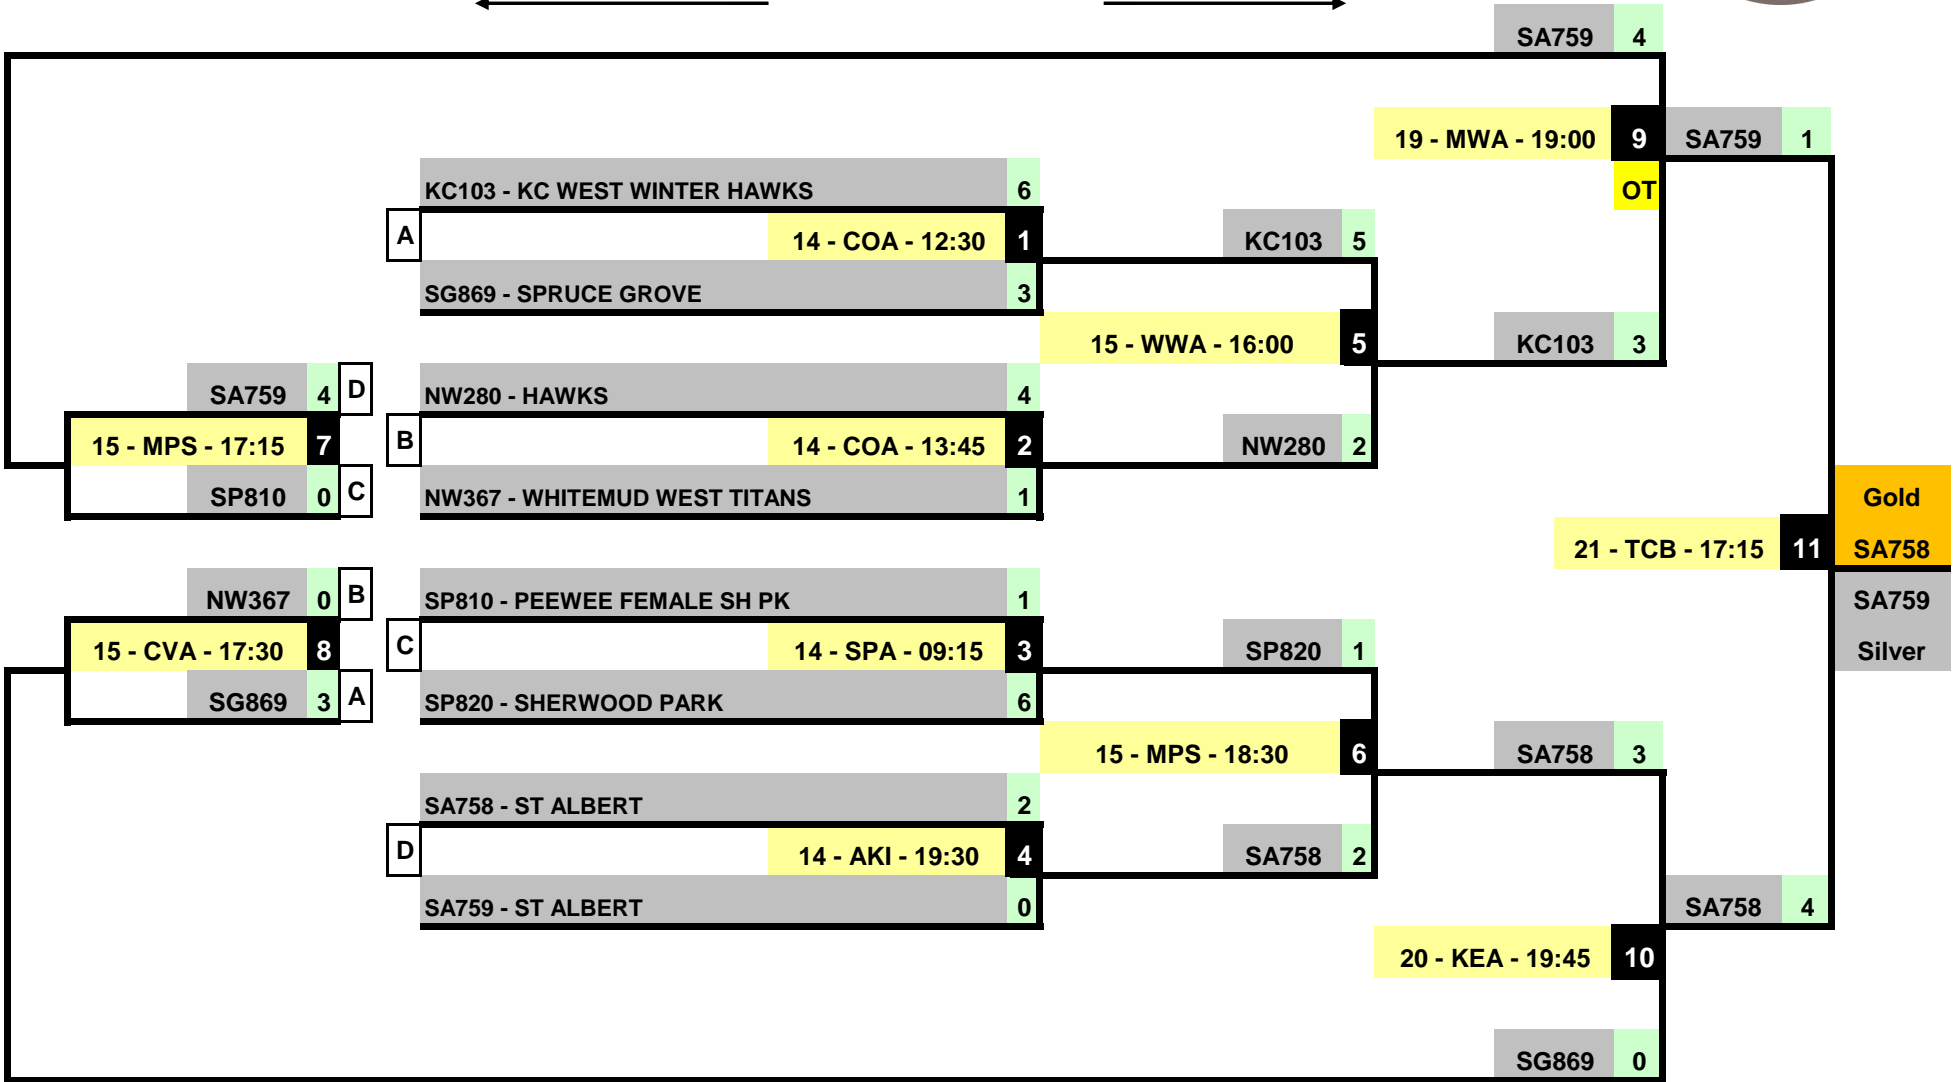 SA759 4
19 - MWA - 19:00 9 SA759 1
KC103 - KC WEST WINTER HAWKS 6 OT
A 14 - COA - 12:30 1 KC103 5
SG869 - SPRUCE GROVE 3
15 - WWA - 16:00 5 KC103 3
SA759 4 D NW280 - HAWKS 4
15 - MPS - 17:15 7 B 14 - COA - 13:45 2 NW280 2
SP810 0 C NW367 - WHITEMUD WEST TITANS 1 Gold
21 - TCB - 17:15 11 SA758
NW367 0 B SP810 - PEEWEE FEMALE SH PK 1 SA759
15 - CVA - 17:30 8 C 14 - SPA - 09:15 3 SP820 1 Silver
SG869 3 A SP820 - SHERWOOD PARK 6
15 - MPS - 18:30 6 SA758 3
SA758 - ST ALBERT 2
D 14 - AKI - 19:30 4 SA758 2
SA759 - ST ALBERT 0 SA758 4
20 - KEA - 19:45 10
SG869 0